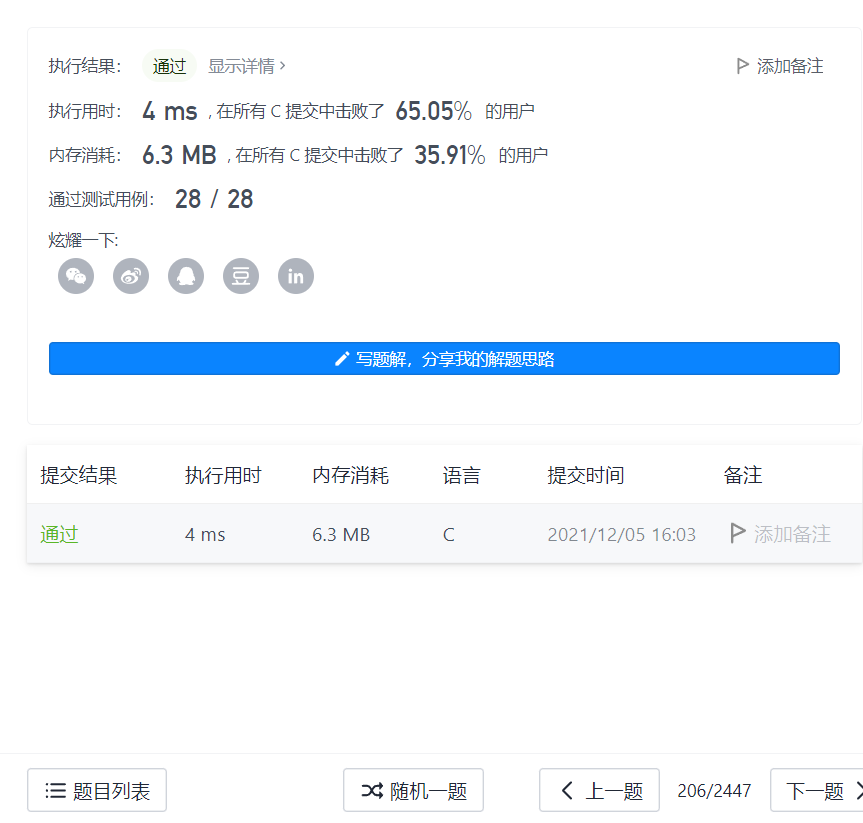 执行结果： 通过 显示详情 > 添加备注
执行用时： 4 ms , 在所有 C 提交中击败了 65.05% 的用户
内存消耗： 6.3 MB , 在所有 C 提交中击败了 35.91% 的用户
通过测试用例： 28 / 28
炫耀一下:
豆 in
写题解，分享我的解题思路
提交结果 执行用时 内存消耗 语言 提交时间 备注
通过 4 ms 6.3 MB C 2021/12/05 16:03 添加备注
题目列表 随机一题 上一题 206/2447 下一题